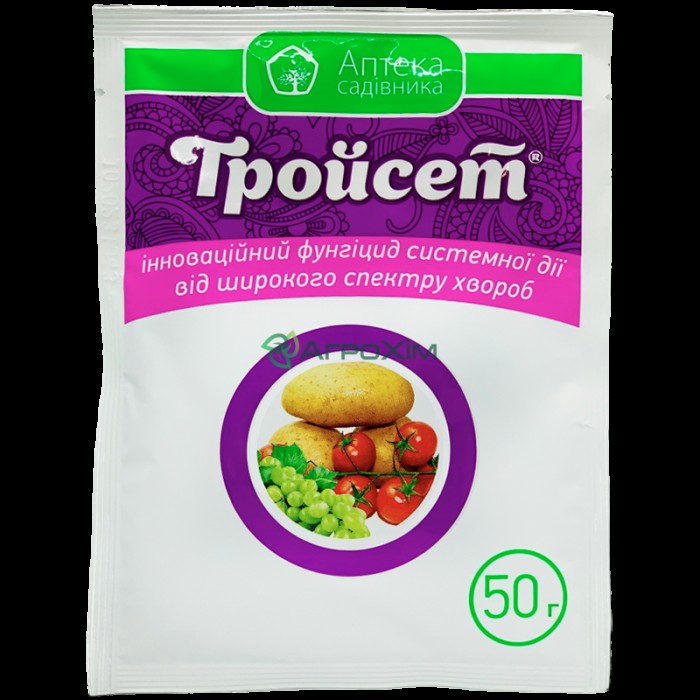 Аптека
садівника
Тройсет®
інноваційний фунгіцид системної дії
від широкого спектру хвороб
АгроХім
50 г